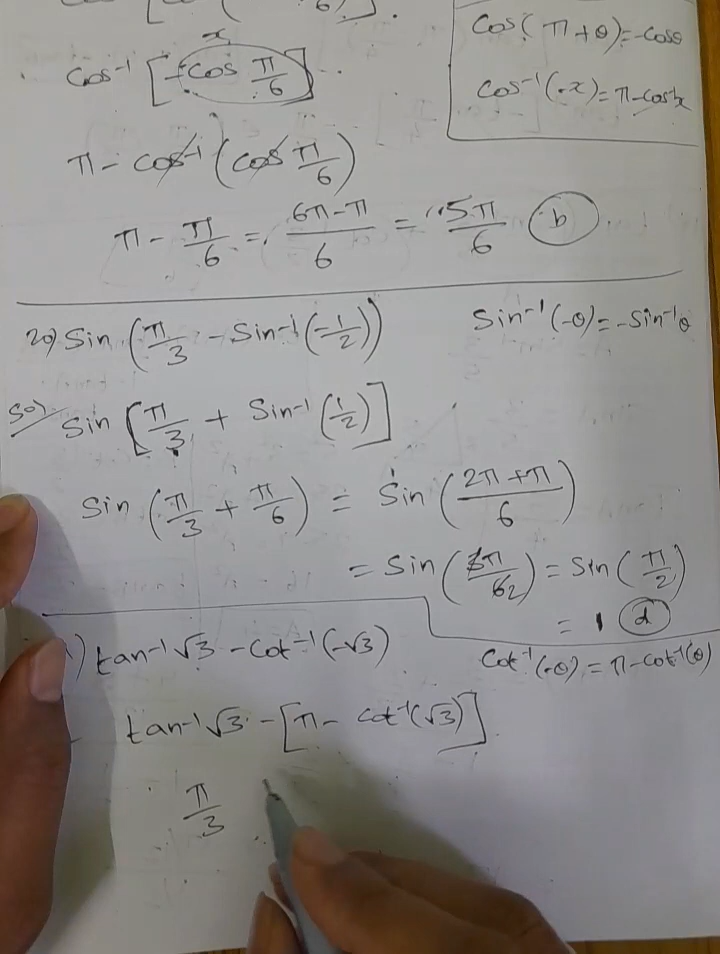 cos⁻¹ [-cos π/6]
x
cos(π+θ)=-cosθ
cos⁻¹(-x)=π-cos⁻¹x
π - cos⁻¹(cos π/6)
π - π/6 = 6π-π/6 = 5π/6 (b)
20) Sin (π/3 - Sin⁻¹(-1/2))
Sin⁻¹(-θ)=-Sin⁻¹θ
Sol) Sin [π/3 + Sin⁻¹(1/2)]
Sin (π/3 + π/6) = Sin (2π+π/6)
= Sin (3π/6 2) = Sin (π/2)
= 1 (d)
) tan⁻¹√3 - Cot⁻¹(-√3)
Cot⁻¹(-θ) = π-Cot⁻¹(θ)
tan⁻¹√3 - [π - cot⁻¹(√3)]
π/3